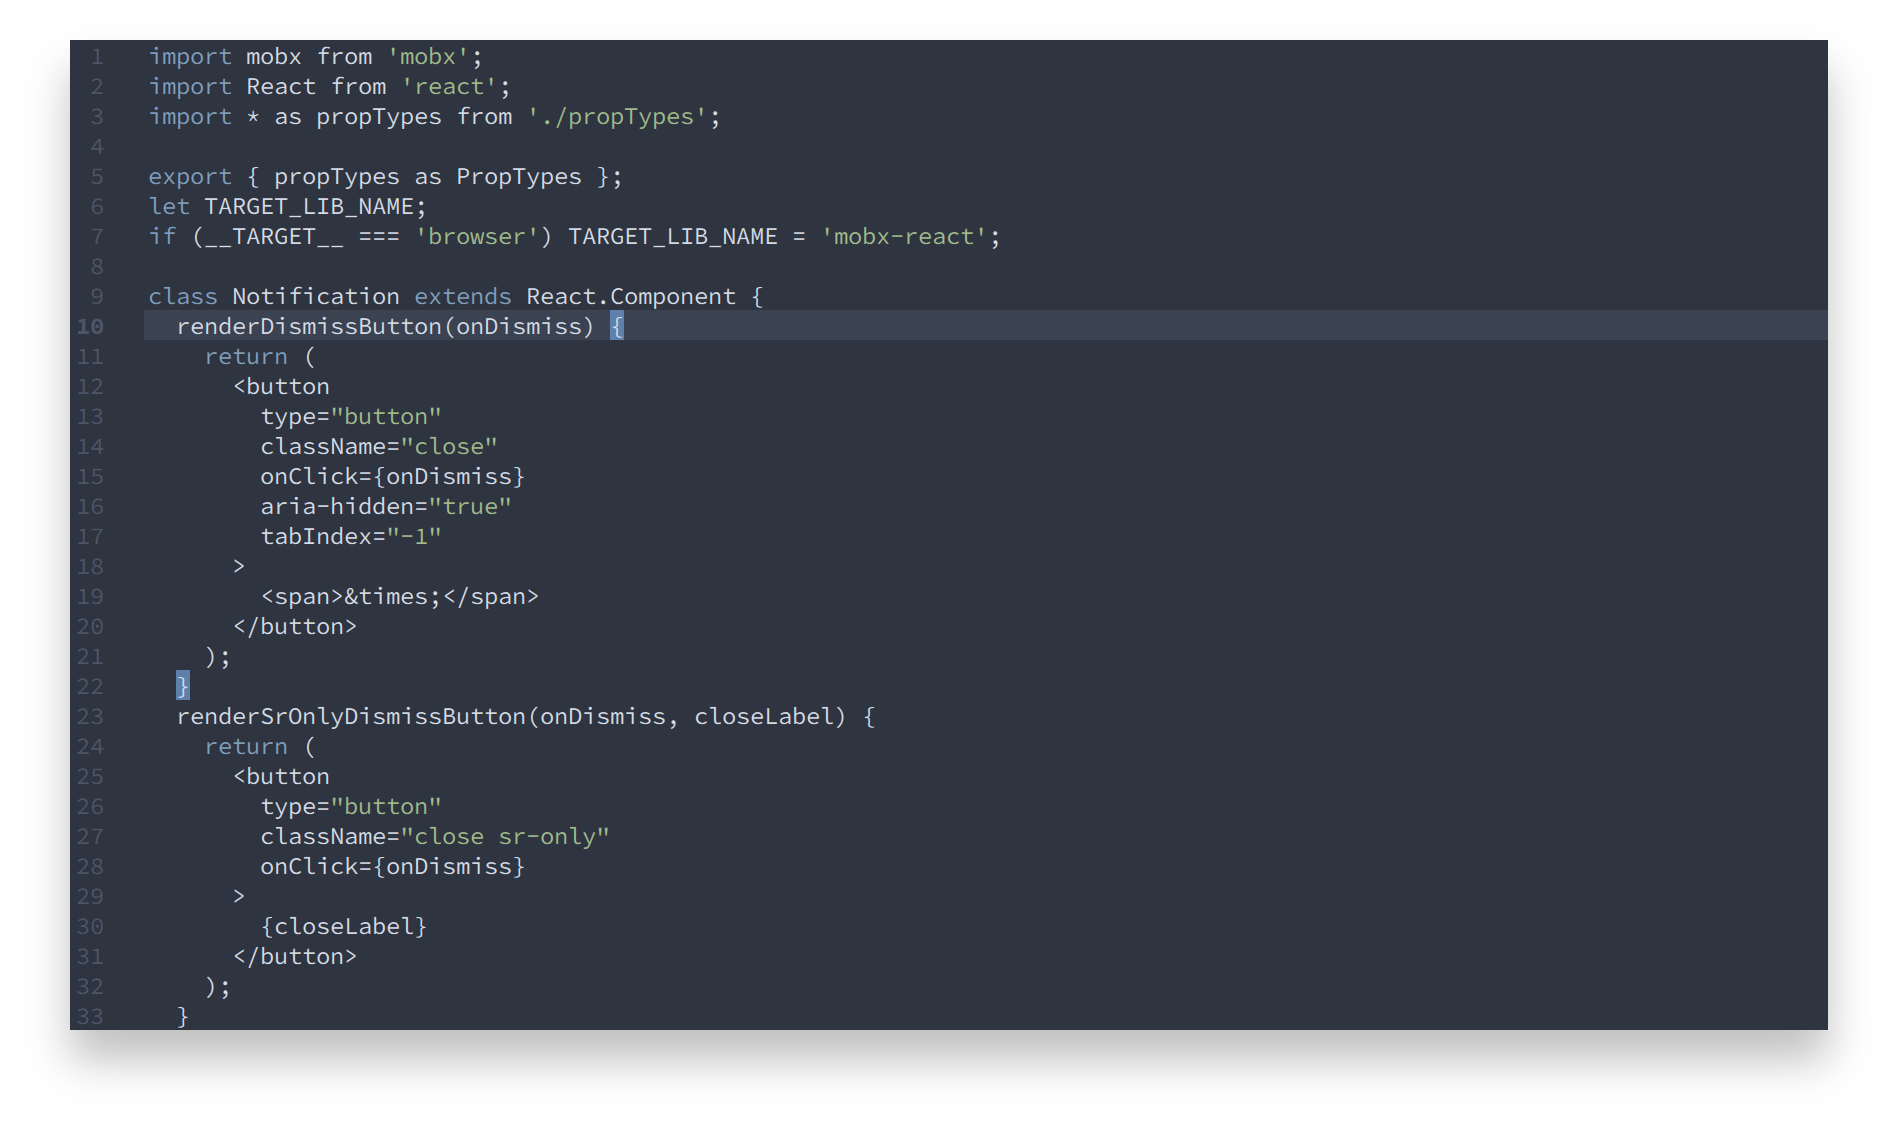 1 import mobx from 'mobx';
2 import React from 'react';
3 import * as propTypes from './propTypes';
4
5 export { propTypes as PropTypes };
6 let TARGET_LIB_NAME;
7 if (__TARGET__ === 'browser') TARGET_LIB_NAME = 'mobx-react';
8
9 class Notification extends React.Component {
10   renderDismissButton(onDismiss) {
11     return (
12       <button
13         type="button"
14         className="close"
15         onClick={onDismiss}
16         aria-hidden="true"
17         tabIndex="-1"
18       >
19         <span>&times;</span>
20       </button>
21     );
22   }
23   renderSrOnlyDismissButton(onDismiss, closeLabel) {
24     return (
25       <button
26         type="button"
27         className="close sr-only"
28         onClick={onDismiss}
29       >
30         {closeLabel}
31       </button>
32     );
33   }